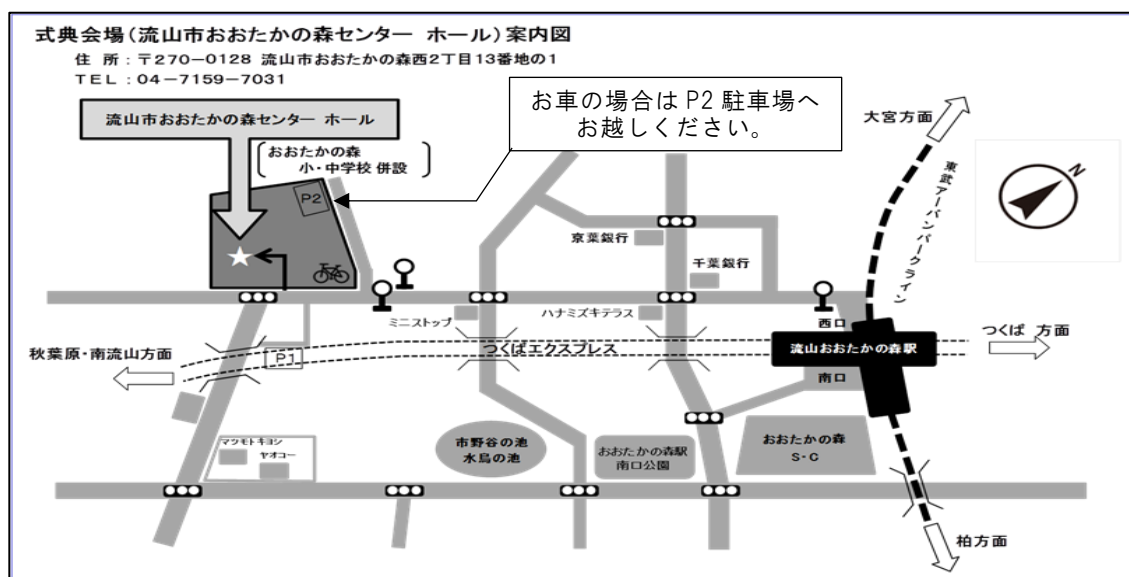 式典会場(流山市おおたかの森センター ホール)案内図
住 所:〒270-0128 流山市おおたかの森西2丁目13番地の1
TEL:04-7159-7031
お車の場合は P2 駐車場へ
お越しください。
流山市おおたかの森センター ホール
おおたかの森
小・中学校 併設
P2
大宮方面
東武アーバンパークライン
N
京葉銀行
千葉銀行
ミニストップ
ハナミズキテラス
西口
秋葉原・南流山方面
P1
つくばエクスプレス
流山おおたかの森駅
つくば 方面
南口
マツモトキヨシ
ヤオコー
市野谷の池
水鳥の池
おおたかの森駅
南口公園
おおたかの森
S・C
柏方面